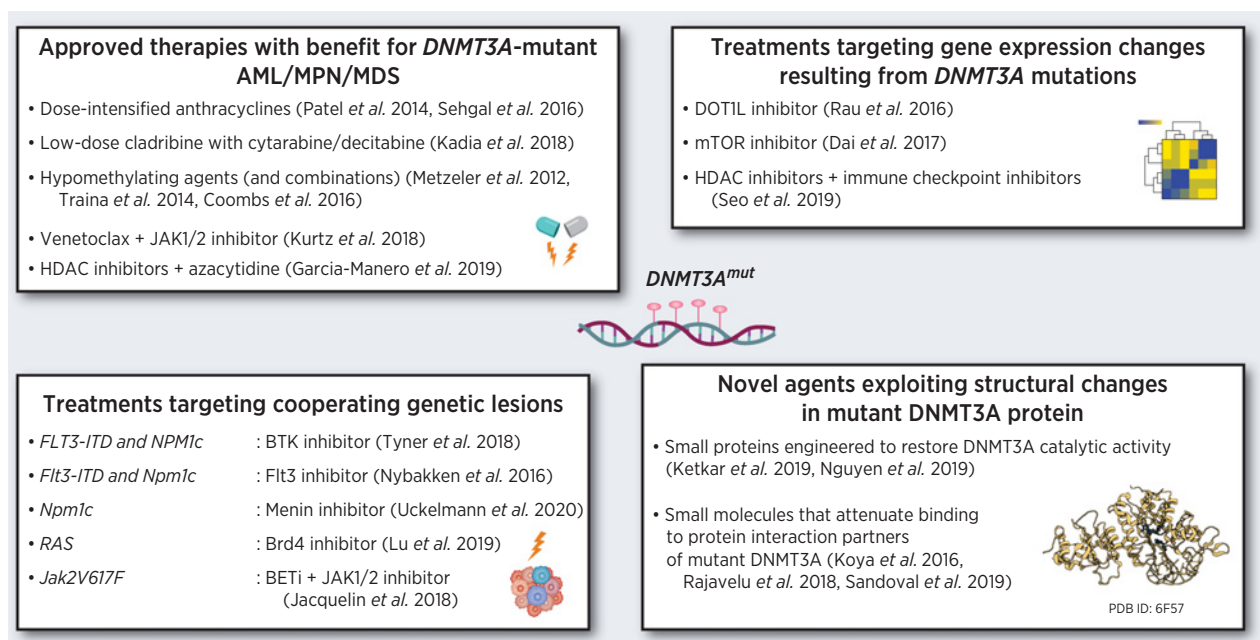 Approved therapies with benefit for DNMT3A-mutant
AML/MPN/MDS
• Dose-intensified anthracyclines (Patel et al. 2014, Sehgal et al. 2016)
• Low-dose cladribine with cytarabine/decitabine (Kadia et al. 2018)
• Hypomethylating agents (and combinations) (Metzeler et al. 2012,
Traina et al. 2014, Coombs et al. 2016)
• Venetoclax + JAK1/2 inhibitor (Kurtz et al. 2018)
• HDAC inhibitors + azacytidine (Garcia-Manero et al. 2019)
Treatments targeting gene expression changes
resulting from DNMT3A mutations
• DOT1L inhibitor (Rau et al. 2016)
• mTOR inhibitor (Dai et al. 2017)
• HDAC inhibitors + immune checkpoint inhibitors
(Seo et al. 2019)
DNMT3Amut
Treatments targeting cooperating genetic lesions
• FLT3-ITD and NPM1c : BTK inhibitor (Tyner et al. 2018)
• Flt3-ITD and Npm1c : Flt3 inhibitor (Nybakken et al. 2016)
• Npm1c : Menin inhibitor (Uckelmann et al. 2020)
• RAS : Brd4 inhibitor (Lu et al. 2019)
• Jak2V617F : BETi + JAK1/2 inhibitor
(Jacquelin et al. 2018)
Novel agents exploiting structural changes
in mutant DNMT3A protein
• Small proteins engineered to restore DNMT3A catalytic activity
(Ketkar et al. 2019, Nguyen et al. 2019)
• Small molecules that attenuate binding
to protein interaction partners
of mutant DNMT3A (Koya et al. 2016,
Rajavelu et al. 2018, Sandoval et al. 2019)
PDB ID: 6F57